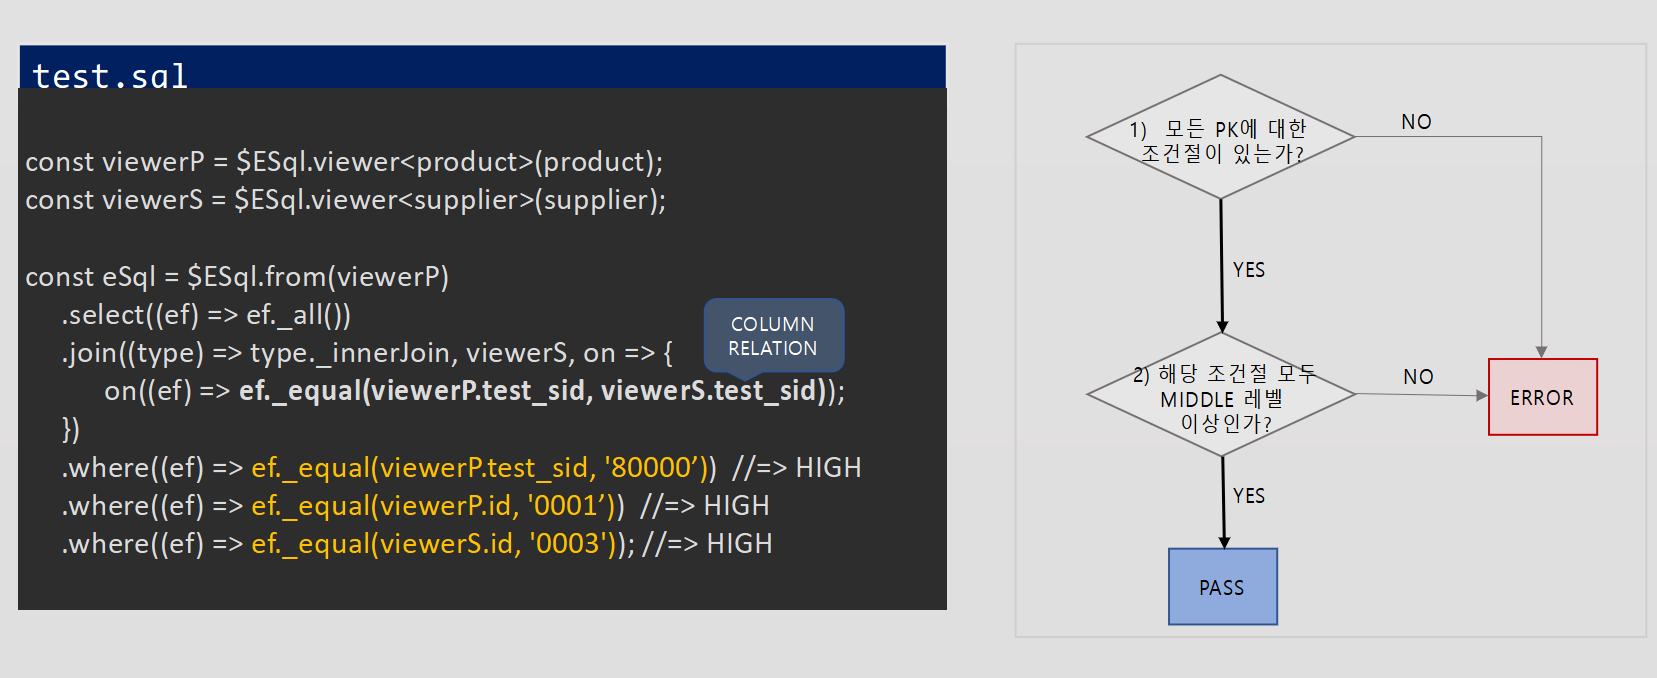 test.sql
const viewerP = $ESql.viewer<product>(product);
const viewerS = $ESql.viewer<supplier>(supplier);
const eSql = $ESql.from(viewerP)
.select((ef) => ef._all())
.join((type) => type._innerJoin, viewerS, on => {
COLUMN
RELATION
on((ef) => ef._equal(viewerP.test_sid, viewerS.test_sid));
})
.where((ef) => ef._equal(viewerP.test_sid, '80000’)) //=> HIGH
.where((ef) => ef._equal(viewerP.id, '0001’)) //=> HIGH
.where((ef) => ef._equal(viewerS.id, '0003')); //=> HIGH
1) 모든 PK에 대한
조건절이 있는가?
NO
YES
2) 해당 조건절 모두
MIDDLE 레벨
이상인가?
NO
ERROR
YES
PASS